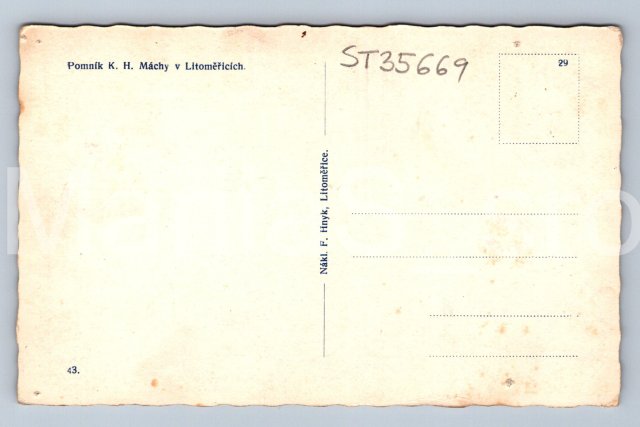 Pomník K. H. Máchy v Litoměřicích.
ST35669
29
Nákl. F. Hnyk, Litoměřice.
43.